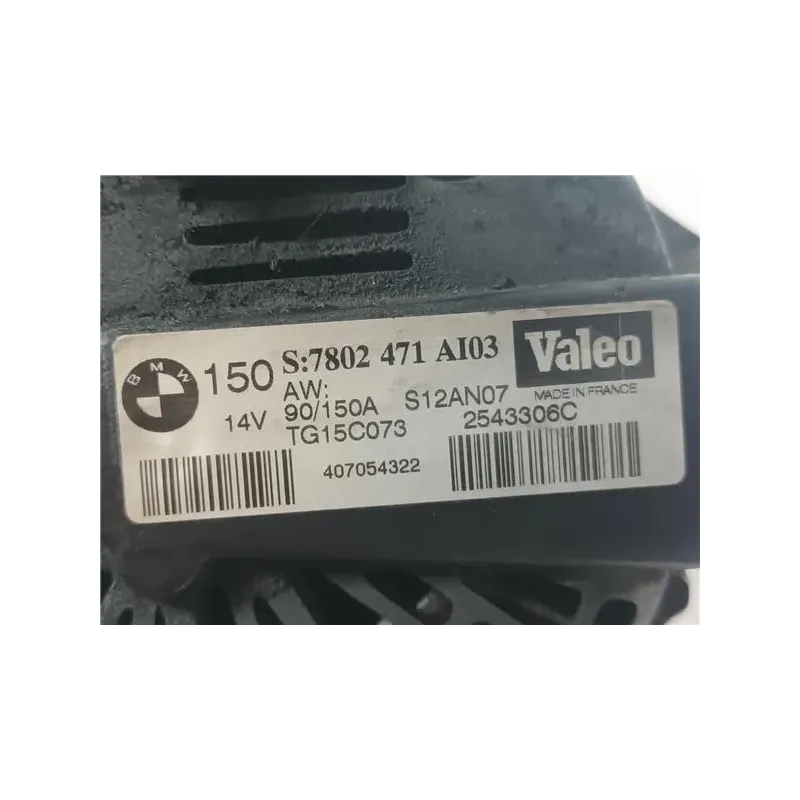 BMW 150 S:7802 471 AI03 Valeo
AW:
14V 90/150A S12AN07 MADE IN FRANCE
TG15C073 2543306C
407054322